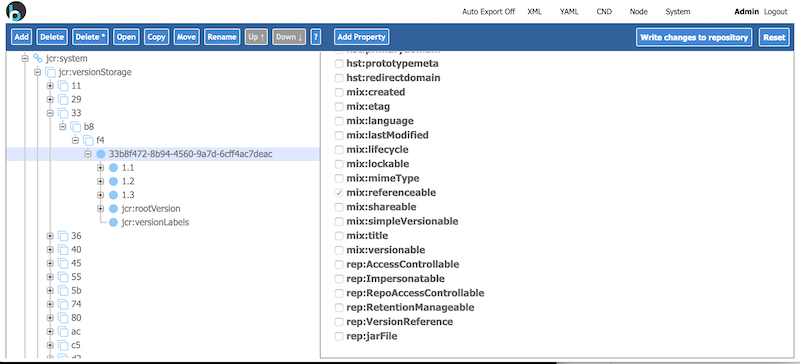 Auto Export Off XML YAML CND Node System Admin Logout
Add Delete Delete * Open Copy Move Rename Up ↑ Down ↓ ? Add Property Write changes to repository Reset
jcr:system
jcr:versionStorage
11
29
33
b8
f4
33b8f472-8b94-4560-9a7d-6cff4ac7deac
1.1
1.2
1.3
jcr:rootVersion
jcr:versionLabels
36
40
45
55
5b
74
80
ac
c5
d2
hst:primarydomain
hst:prototypemeta
hst:redirectdomain
mix:created
mix:etag
mix:language
mix:lastModified
mix:lifecycle
mix:lockable
mix:mimeType
mix:referenceable
mix:shareable
mix:simpleVersionable
mix:title
mix:versionable
rep:AccessControllable
rep:Impersonatable
rep:RepoAccessControllable
rep:RetentionManageable
rep:VersionReference
rep:jarFile